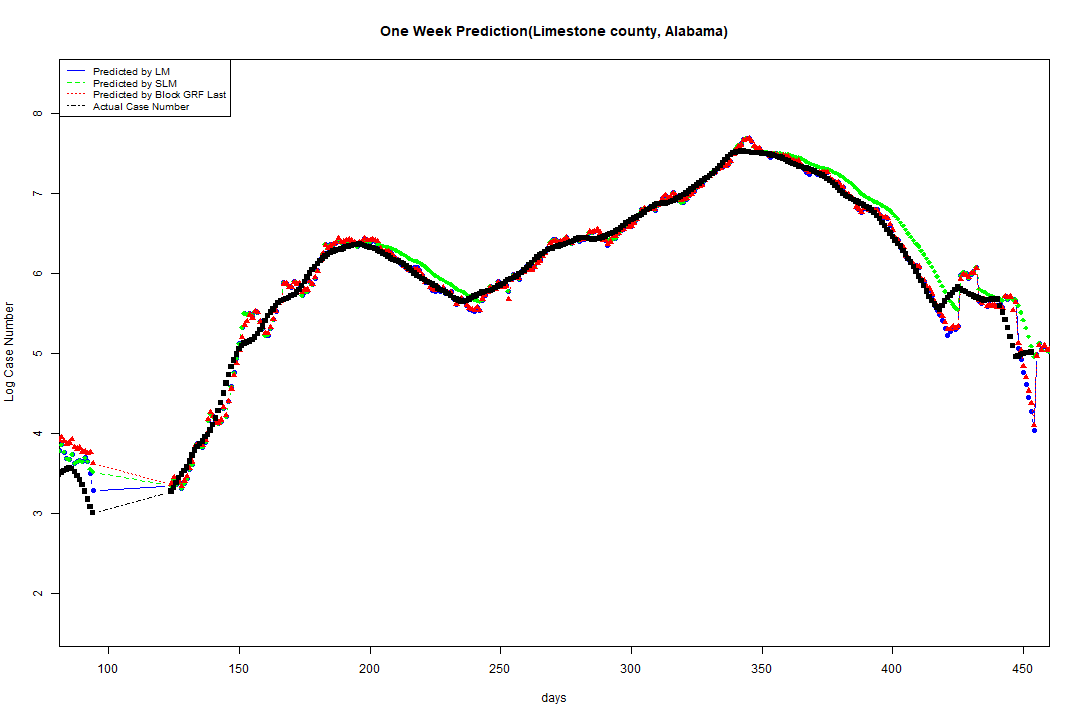 One Week Prediction(Limestone county, Alabama)
Predicted by LM
Predicted by SLM
Predicted by Block GRF Last
Actual Case Number
8
7
6
5
4
3
2
Log Case Number
100 150 200 250 300 350 400 450
days